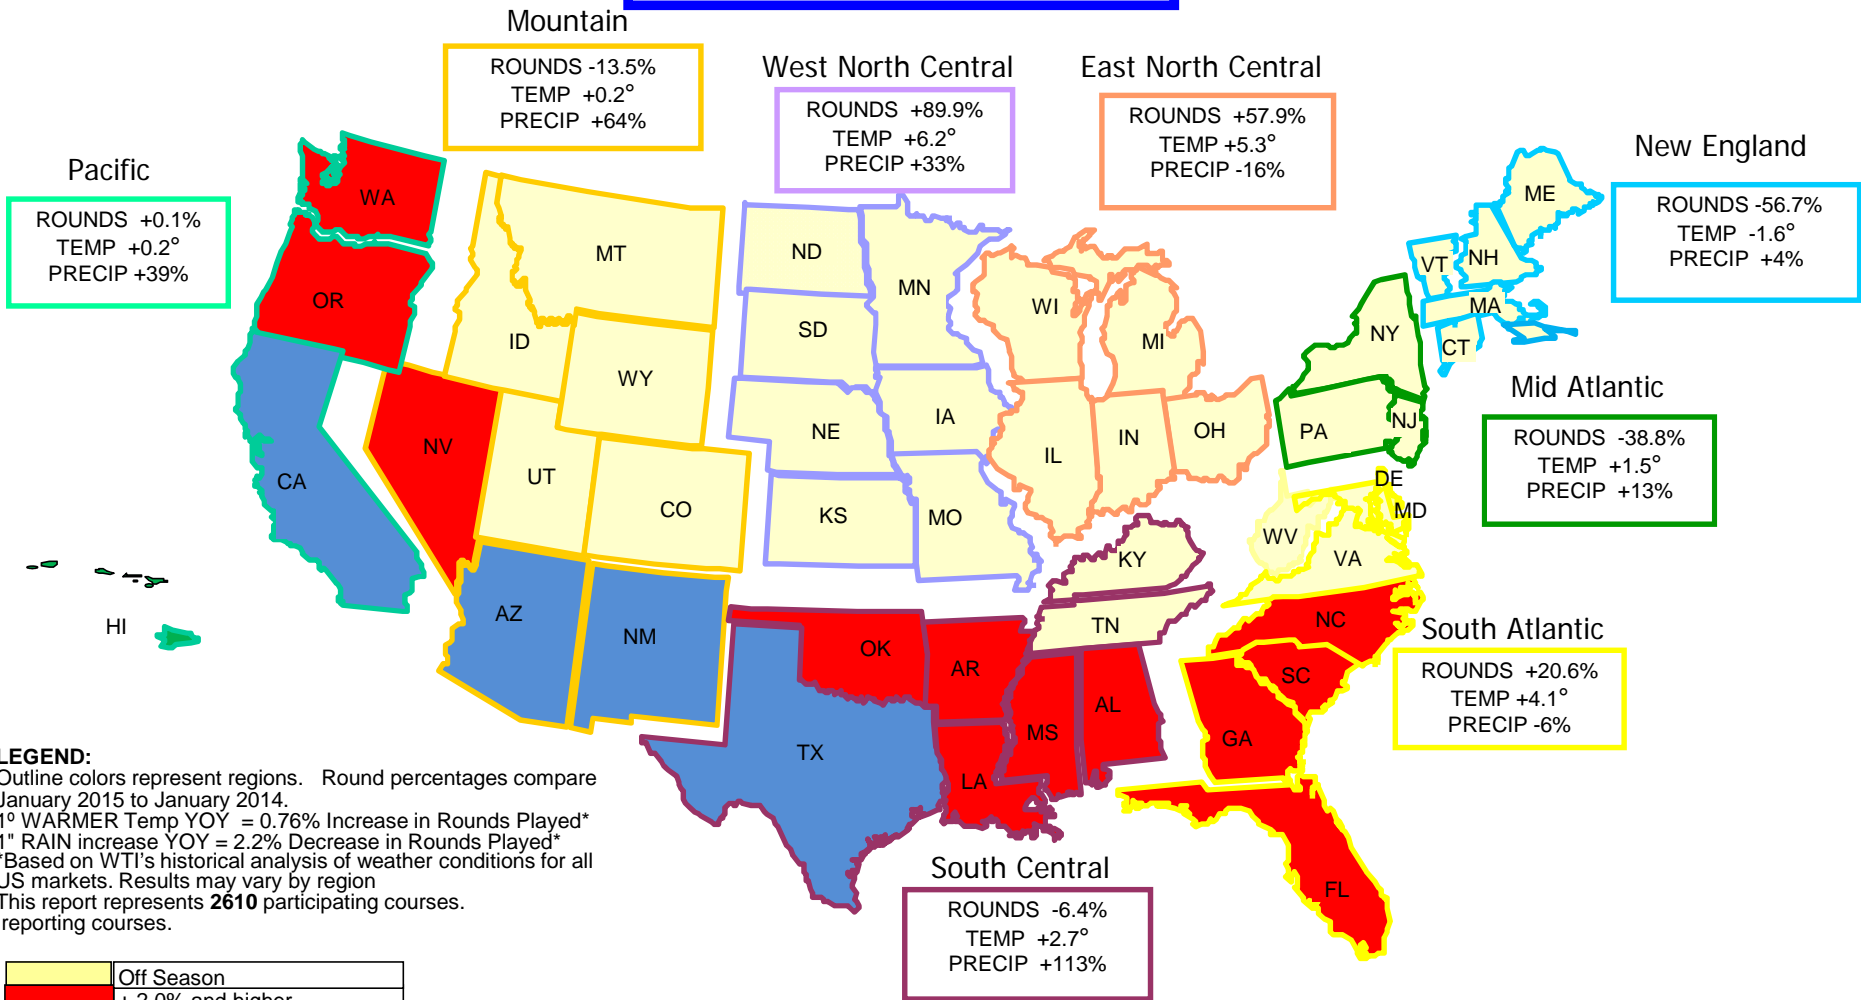 Mountain
ROUNDS -13.5%
TEMP +0.2°
PRECIP +64%
West North Central
ROUNDS +89.9%
TEMP +6.2°
PRECIP +33%
East North Central
ROUNDS +57.9%
TEMP +5.3°
PRECIP -16%
New England
ROUNDS -56.7%
TEMP -1.6°
PRECIP +4%
Pacific
ROUNDS +0.1%
TEMP +0.2°
PRECIP +39%
Mid Atlantic
ROUNDS -38.8%
TEMP +1.5°
PRECIP +13%
South Atlantic
ROUNDS +20.6%
TEMP +4.1°
PRECIP -6%
South Central
ROUNDS -6.4%
TEMP +2.7°
PRECIP +113%
WA
OR
CA
HI
MT
ID
WY
NV
UT
CO
AZ
NM
ND
SD
NE
KS
MN
IA
MO
WI
MI
IL
IN
OH
ME
VT
NH
MA
CT
NY
PA
NJ
DE
MD
WV
VA
NC
SC
GA
FL
KY
TN
OK
AR
TX
LA
MS
AL
LEGEND:
Outline colors represent regions. Round percentages compare
January 2015 to January 2014.
1º WARMER Temp YOY = 0.76% Increase in Rounds Played*
1" RAIN increase YOY = 2.2% Decrease in Rounds Played*
*Based on WTI's historical analysis of weather conditions for all
US markets. Results may vary by region
This report represents 2610 participating courses.
reporting courses.
Off Season
+ 2.0% and higher